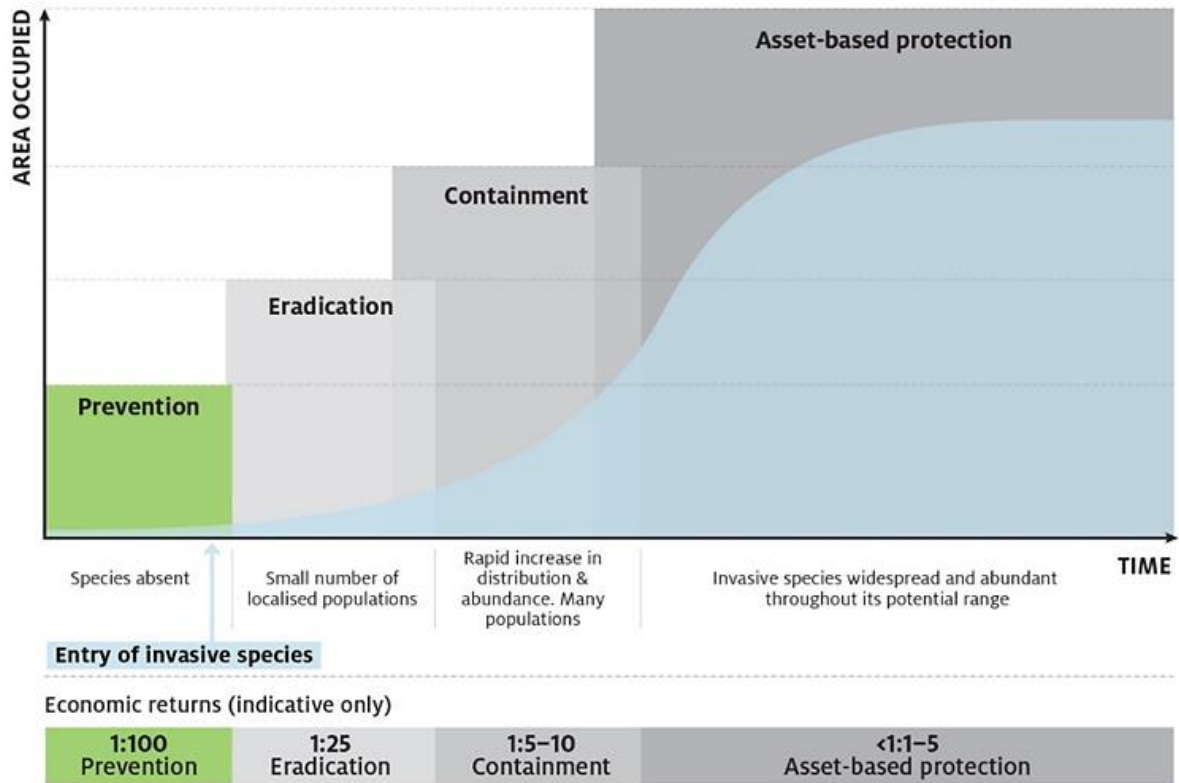 AREA OCCUPIED
Asset-based protection
Containment
Eradication
Prevention
TIME
Species absent
Small number of
localised populations
Rapid increase in
distribution &
abundance. Many
populations
Invasive species widespread and abundant
throughout its potential range
Entry of invasive species
Economic returns (indicative only)
1:100
Prevention
1:25
Eradication
1:5–10
Containment
<1:1–5
Asset-based protection